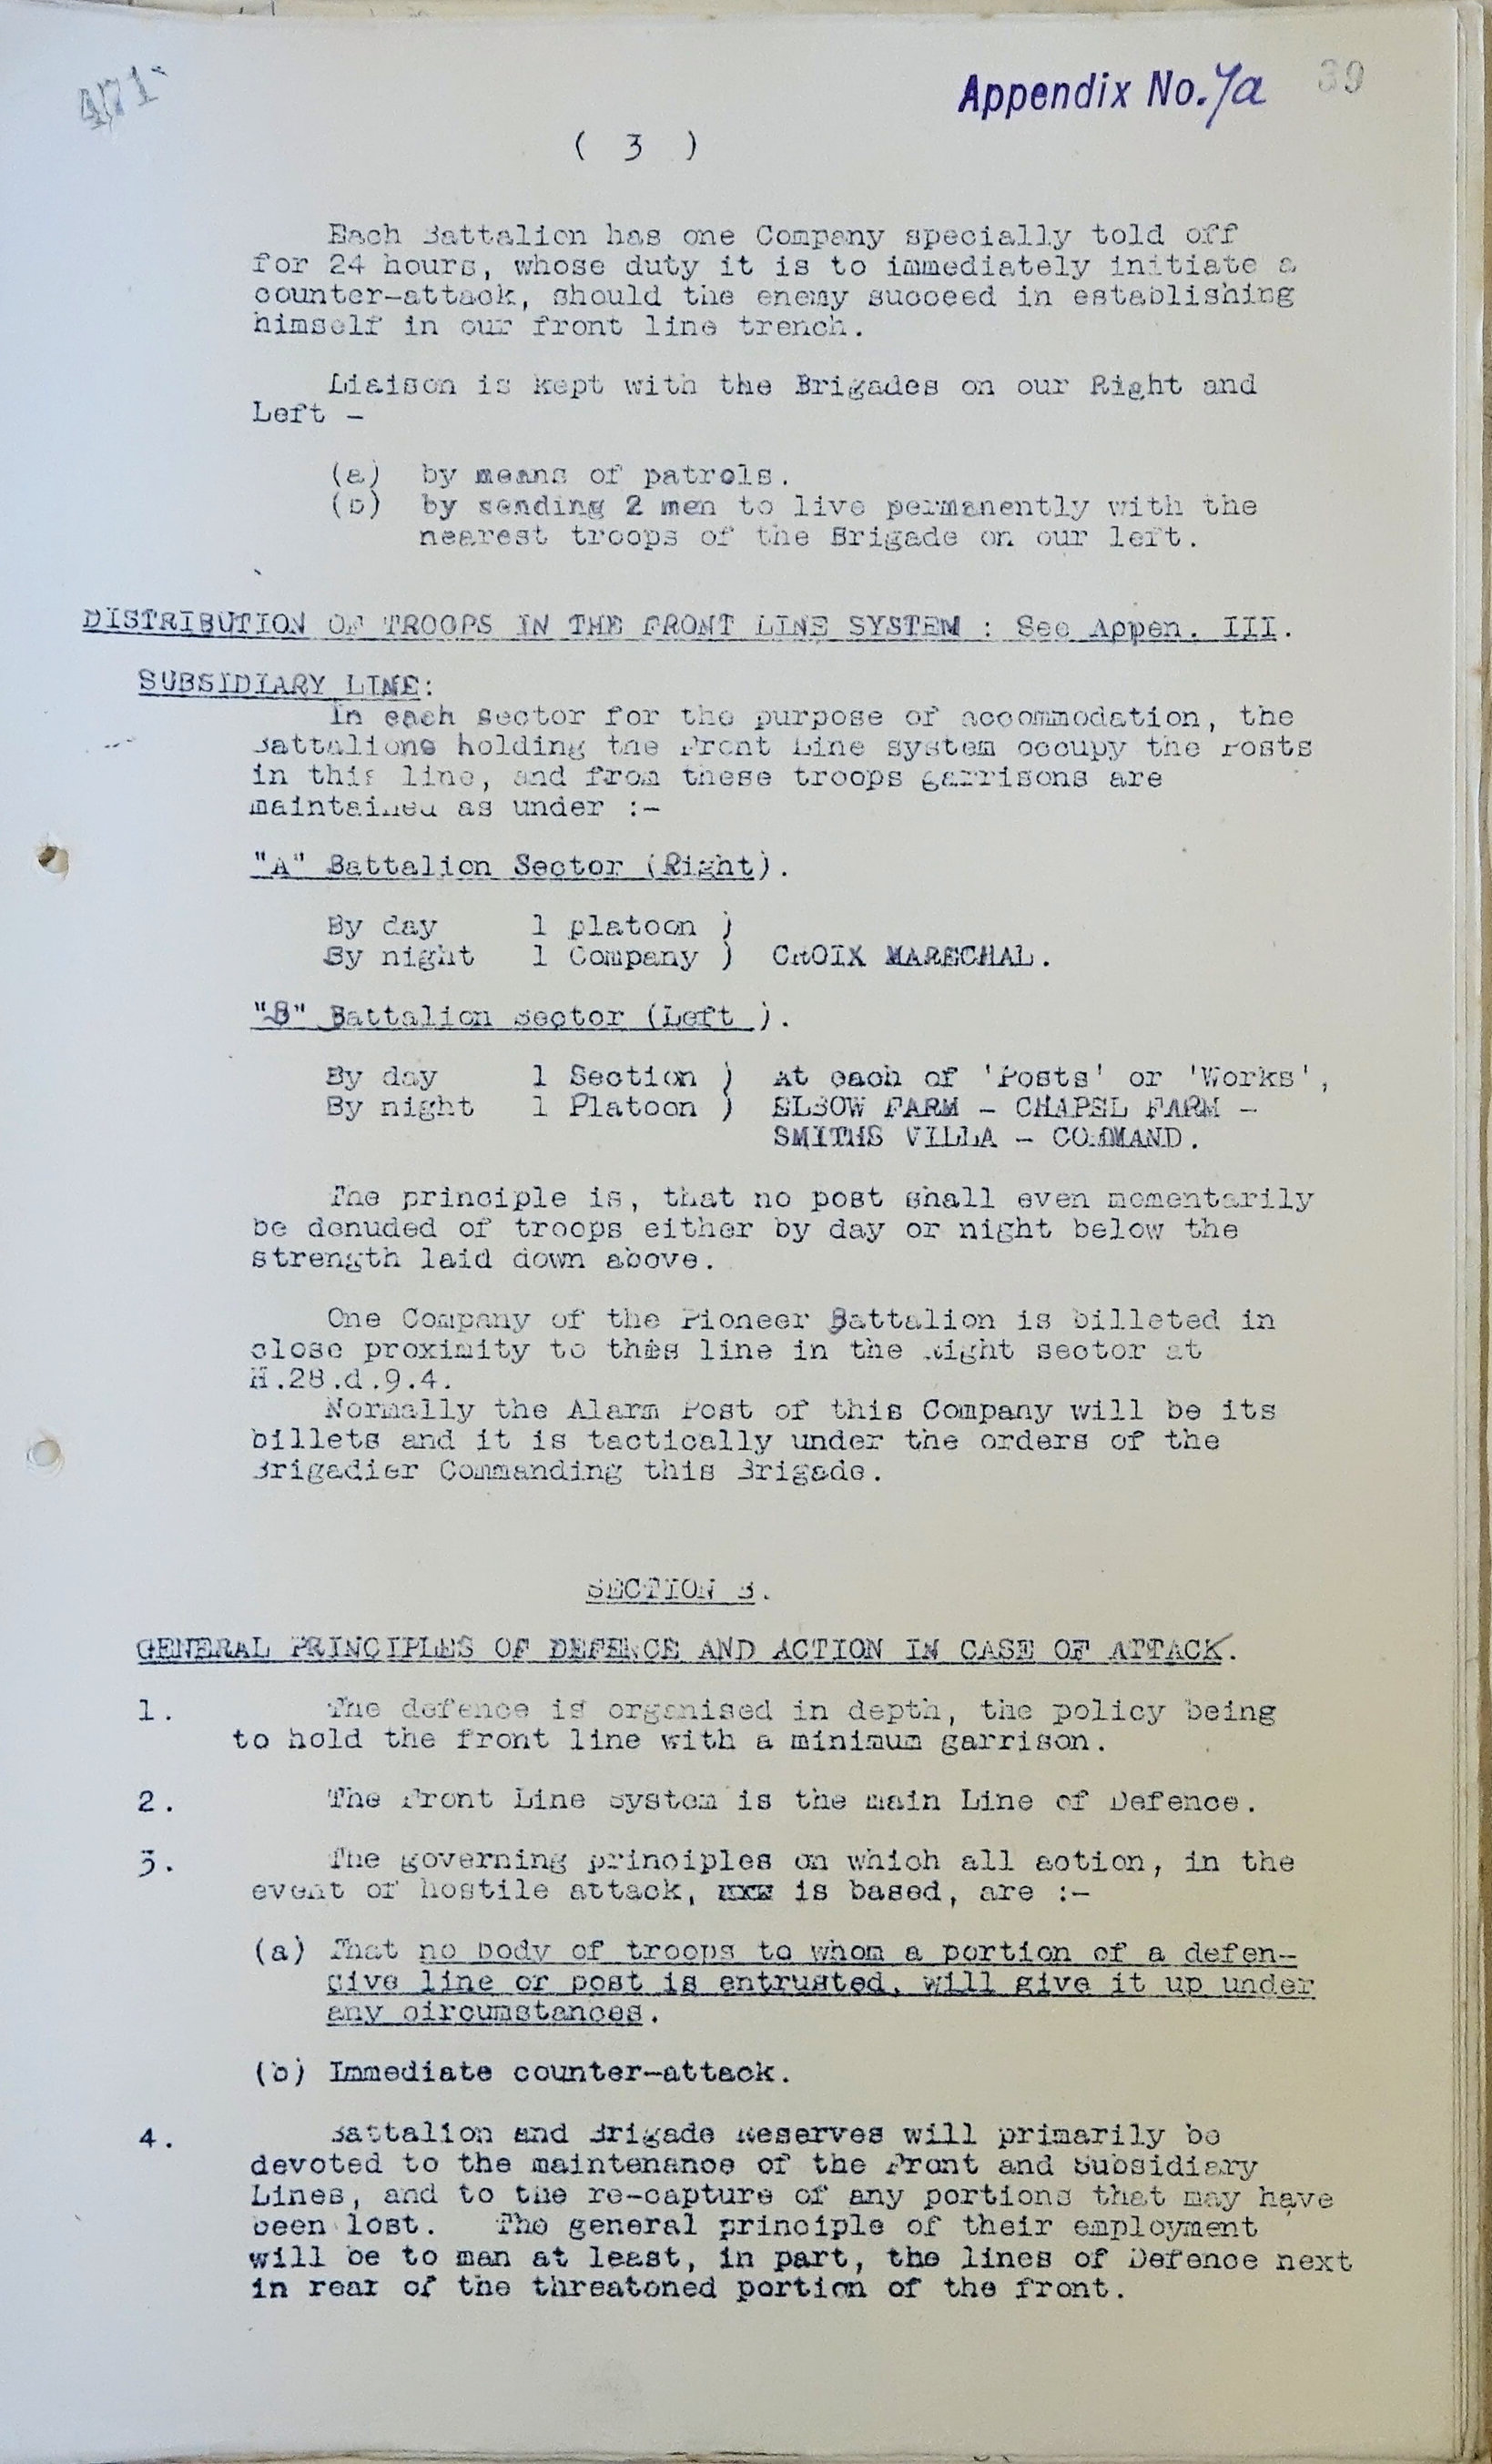 471
Appendix No. 7a 39
( 3 )
Each Battalion has one Company specially told off
for 24 hours, whose duty it is to immediately initiate a
counter-attack, should the enemy succeed in establishing
himself in our front line trench.
Liaison is kept with the Brigades on our Right and
Left -
(a) by means of patrols.
(b) by sending 2 men to live permanently with the
nearest troops of the Brigade on our left.
DISTRIBUTION OF TROOPS IN THE FRONT LINE SYSTEM : See Appen. III.
SUBSIDIARY LINE:
In each sector for the purpose of accommodation, the
Battalions holding the Front Line system occupy the Posts
in this line, and from these troops garrisons are
maintained as under :-
"A" Battalion Sector (Right).
By day 1 platoon )
By night 1 Company ) CROIX MARECHAL.
"B" Battalion Sector (Left ).
By day 1 Section ) At each of 'Posts' or 'Works',
By night 1 Platoon ) ELBOW FARM - CHAPEL FARM -
SMITHS VILLA - COMMAND.
The principle is, that no post shall even momentarily
be denuded of troops either by day or night below the
strength laid down above.
One Company of the Pioneer Battalion is billeted in
close proximity to this line in the Right sector at
H.28.d.9.4.
Normally the Alarm Post of this Company will be its
billets and it is tactically under the orders of the
Brigadier Commanding this Brigade.
SECTION B.
GENERAL PRINCIPLES OF DEFENCE AND ACTION IN CASE OF ATTACK.
1. The defence is organised in depth, the policy being
to hold the front line with a minimum garrison.
2. The Front Line System is the main Line of Defence.
3. The governing principles on which all action, in the
event of hostile attack, xxx is based, are :-
(a) That no body of troops to whom a portion of a defen-
cive line or post is entrusted, will give it up under
any circumstances.
(b) Immediate counter-attack.
4. Battalion and Brigade Reserves will primarily be
devoted to the maintenance of the Front and Subsidiary
Lines, and to the re-capture of any portions that may have
been lost. The general principle of their employment
will be to man at least, in part, the lines of Defence next
in rear of the threatoned portion of the front.